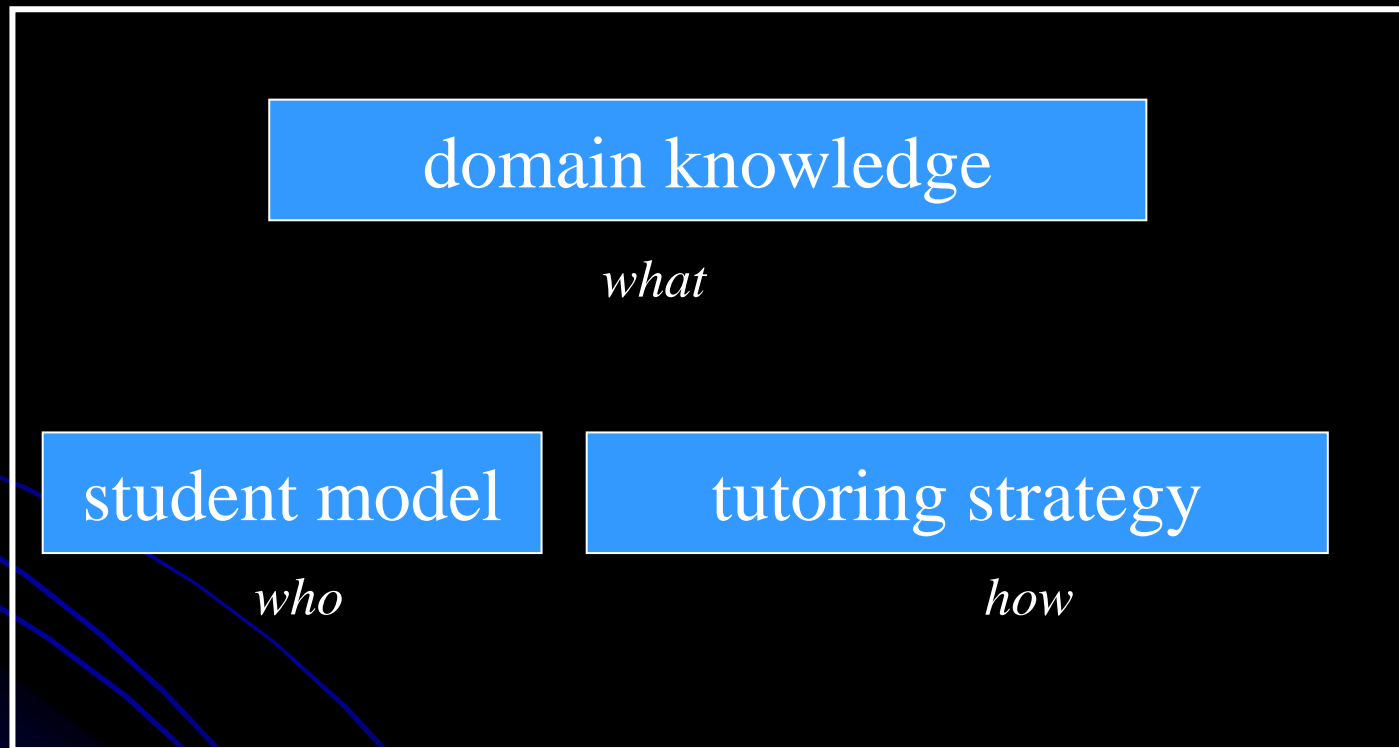 domain knowledge
what
student model
tutoring strategy
who
how